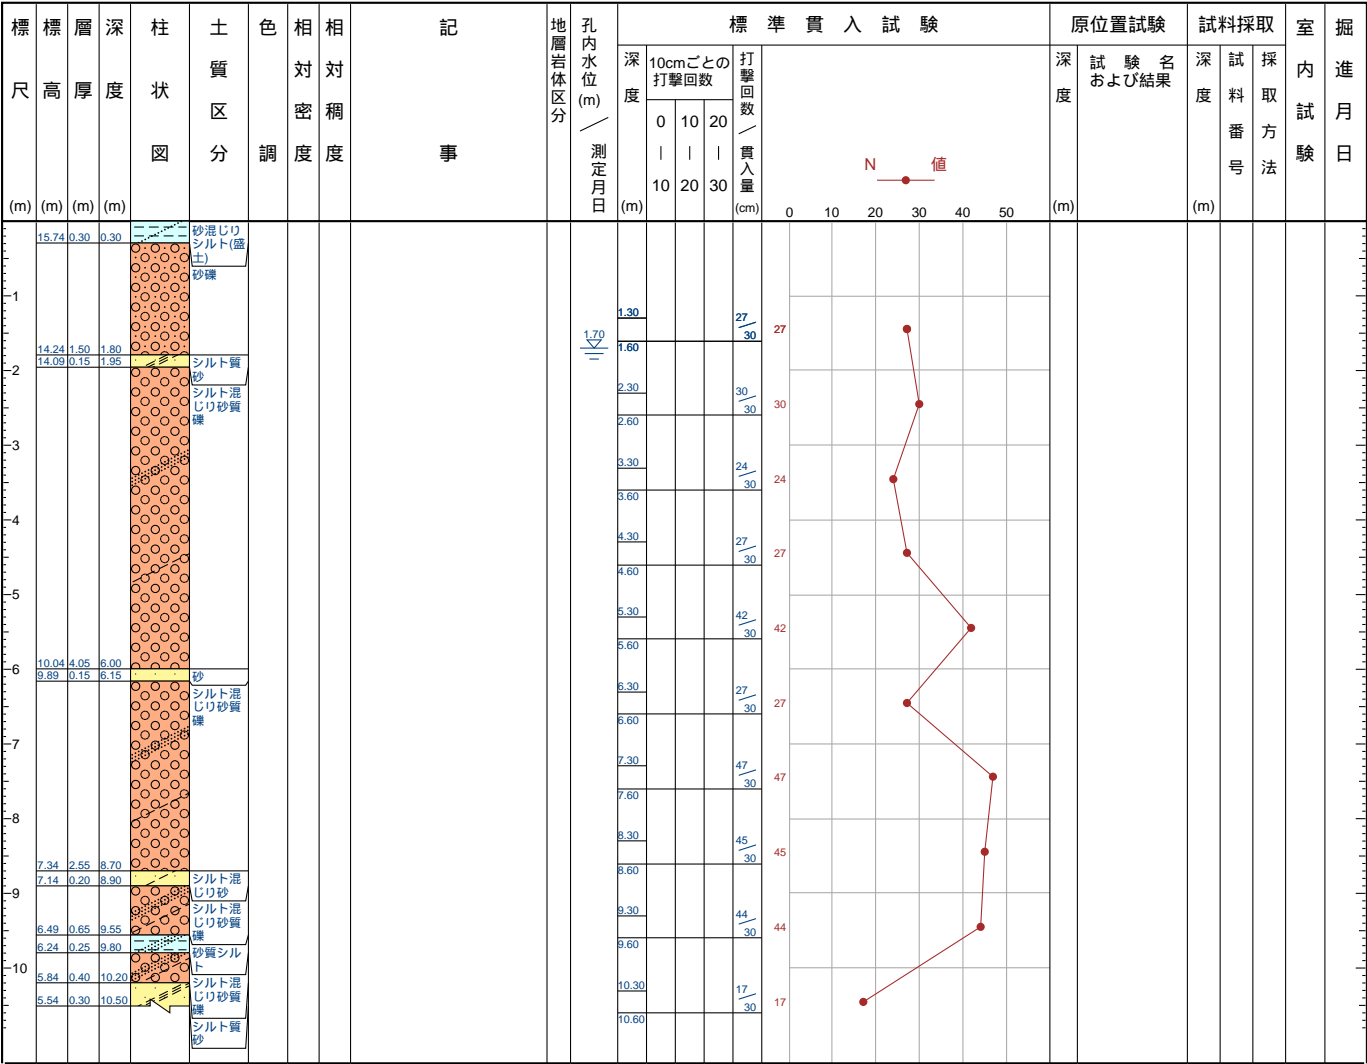 標尺(m)
標高(m)
層厚(m)
深度(m)
柱状図
土質区分
色調
相対密度
相対稠度
記事
地層岩体区分
孔内水位(m)/測定月日
標準貫入試験
深度(m)
10cmごとの
打撃回数
0 10 20
| | |
10 20 30
打撃回数/貫入量(cm)
N 値
0 10 20 30 40 50
原位置試験
深度(m)
試験名
および結果
試料採取
深度(m)
試料番号
採取方法
室内試験
掘進月日
15.74 0.30 0.30
砂混じり
シルト(盛
土)
砂礫
1
1.30
27
30
27
1.70
1.60
14.24 1.50 1.80
14.09 0.15 1.95
シルト質
砂
2
シルト混
じり砂質
礫
2.30
30
30
30
2.60
3
3.30
24
30
24
3.60
4
4.30
27
30
27
4.60
5
5.30
42
30
42
5.60
10.04 4.05 6.00
6
9.89 0.15 6.15
砂
シルト混
じり砂質
礫
6.30
27
30
27
6.60
7
7.30
47
30
47
7.60
8
8.30
45
30
45
8.60
7.34 2.55 8.70
7.14 0.20 8.90
シルト混
じり砂
9
シルト混
じり砂質
礫
9.30
44
30
44
6.49 0.65 9.55
9.60
6.24 0.25 9.80
砂質シル
ト
10
5.84 0.40 10.20
シルト混
じり砂質
礫
10.30
17
30
17
5.54 0.30 10.50
10.60
シルト質
砂